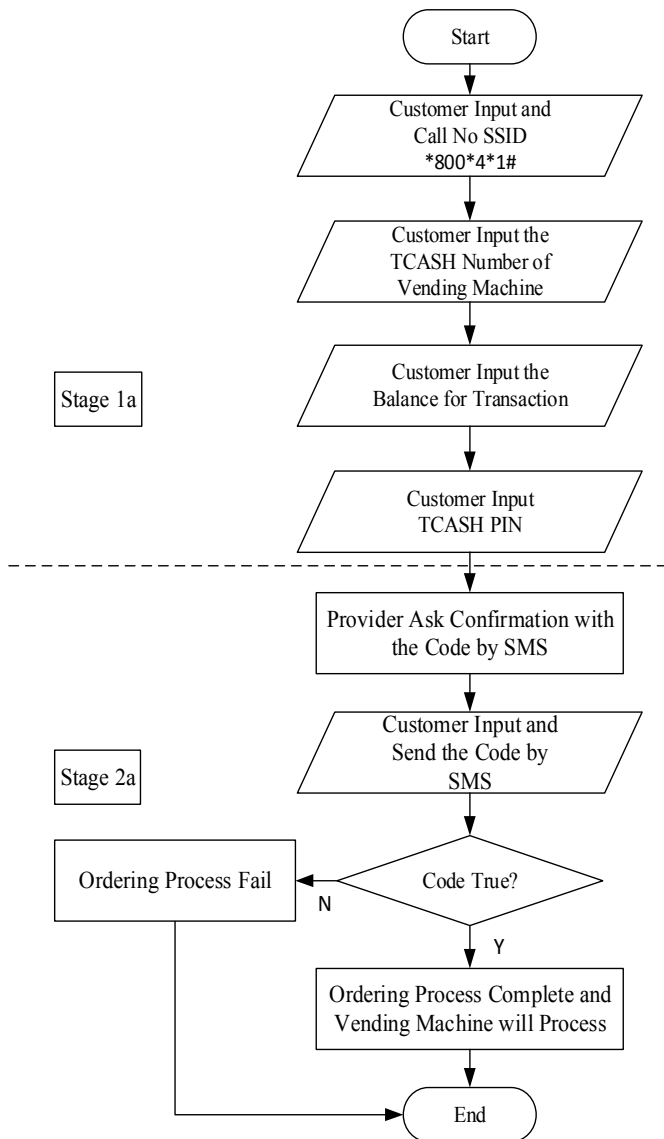 Start
Customer Input and
Call No SSID
*800*4*1#
Customer Input the
TCASH Number of
Vending Machine
Customer Input the
Balance for Transaction
Stage 1a
Customer Input
TCASH PIN
Provider Ask Confirmation with
the Code by SMS
Customer Input and
Send the Code by
SMS
Stage 2a
Ordering Process Fail
Code True?
N
Y
Ordering Process Complete and
Vending Machine will Process
End